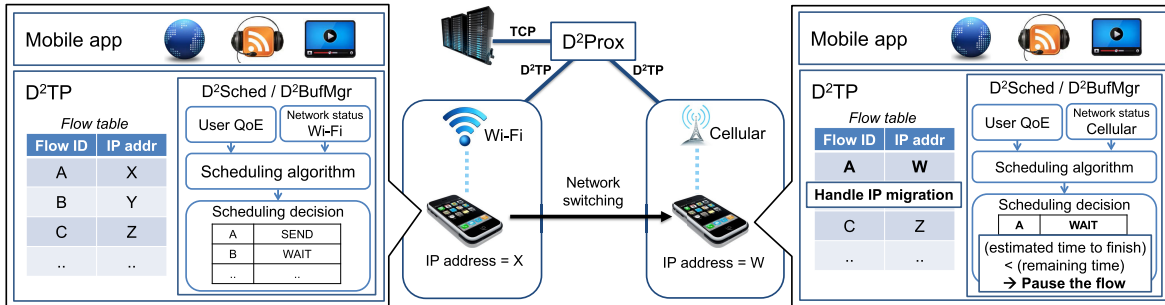 Mobile app
D²TP
Flow table
Flow ID IP addr
A X
B Y
C Z
.. ..
D²Sched / D²BufMgr
User QoE
Network status
Wi-Fi
Scheduling algorithm
Scheduling decision
A SEND
B WAIT
.. ..
TCP
D²Prox
D²TP
D²TP
Wi-Fi
Cellular
Network
switching
IP address = X
IP address = W
Mobile app
D²TP
Flow table
Flow ID IP addr
A W
Handle IP migration
C Z
.. ..
D²Sched / D²BufMgr
User QoE
Network status
Cellular
Scheduling algorithm
Scheduling decision
A WAIT
(estimated time to finish)
< (remaining time)
→ Pause the flow